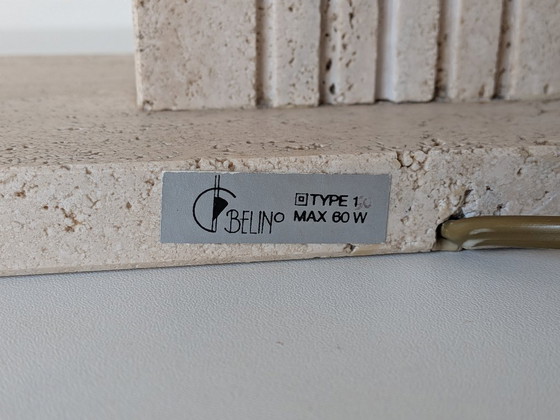 BELINO
TYPE 1
MAX 60 W